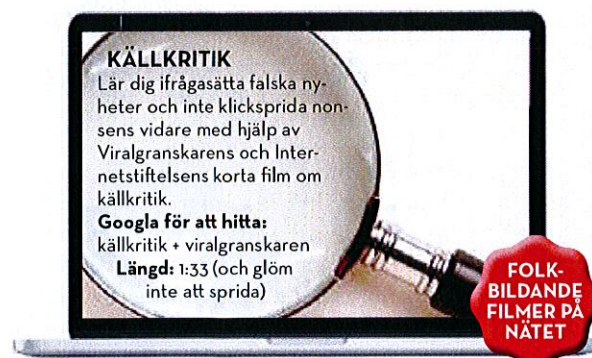 KÄLLKRITIK
Lär dig ifrågasätta falska ny-
heter och inte klicksprida non-
sens vidare med hjälp av
Viralgranskarens och Inter-
netstiftelsens korta film om
källkritik.
Googla för att hitta:
källkritik + viralgranskaren
Längd: 1:33 (och glöm
inte att sprida)
FOLK-
BILDANDE
FILMER PÅ
NÄTET